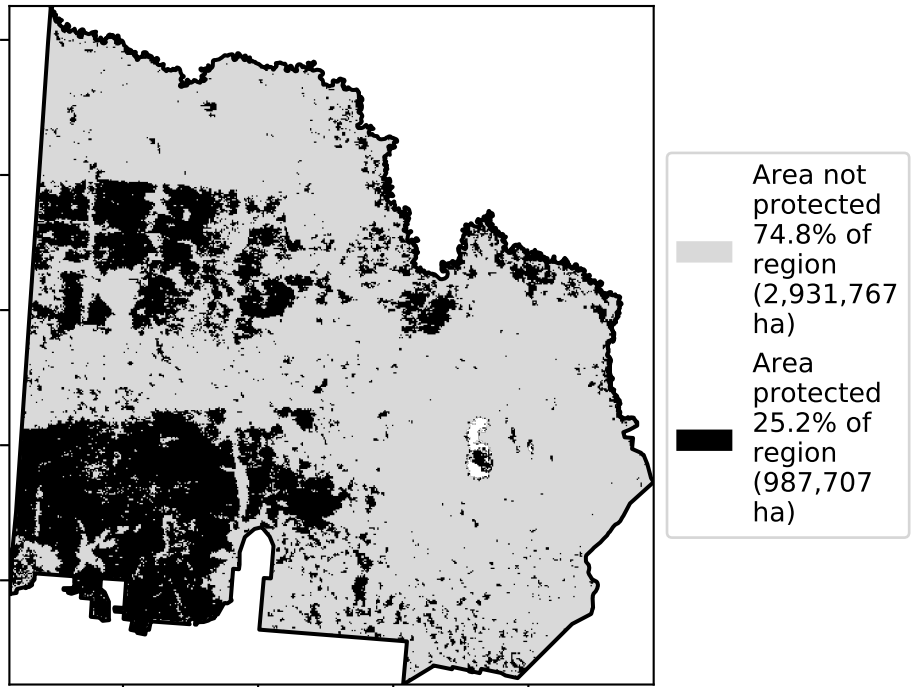 Area not
protected
74.8% of
region
(2,931,767
ha)
Area
protected
25.2% of
region
(987,707
ha)